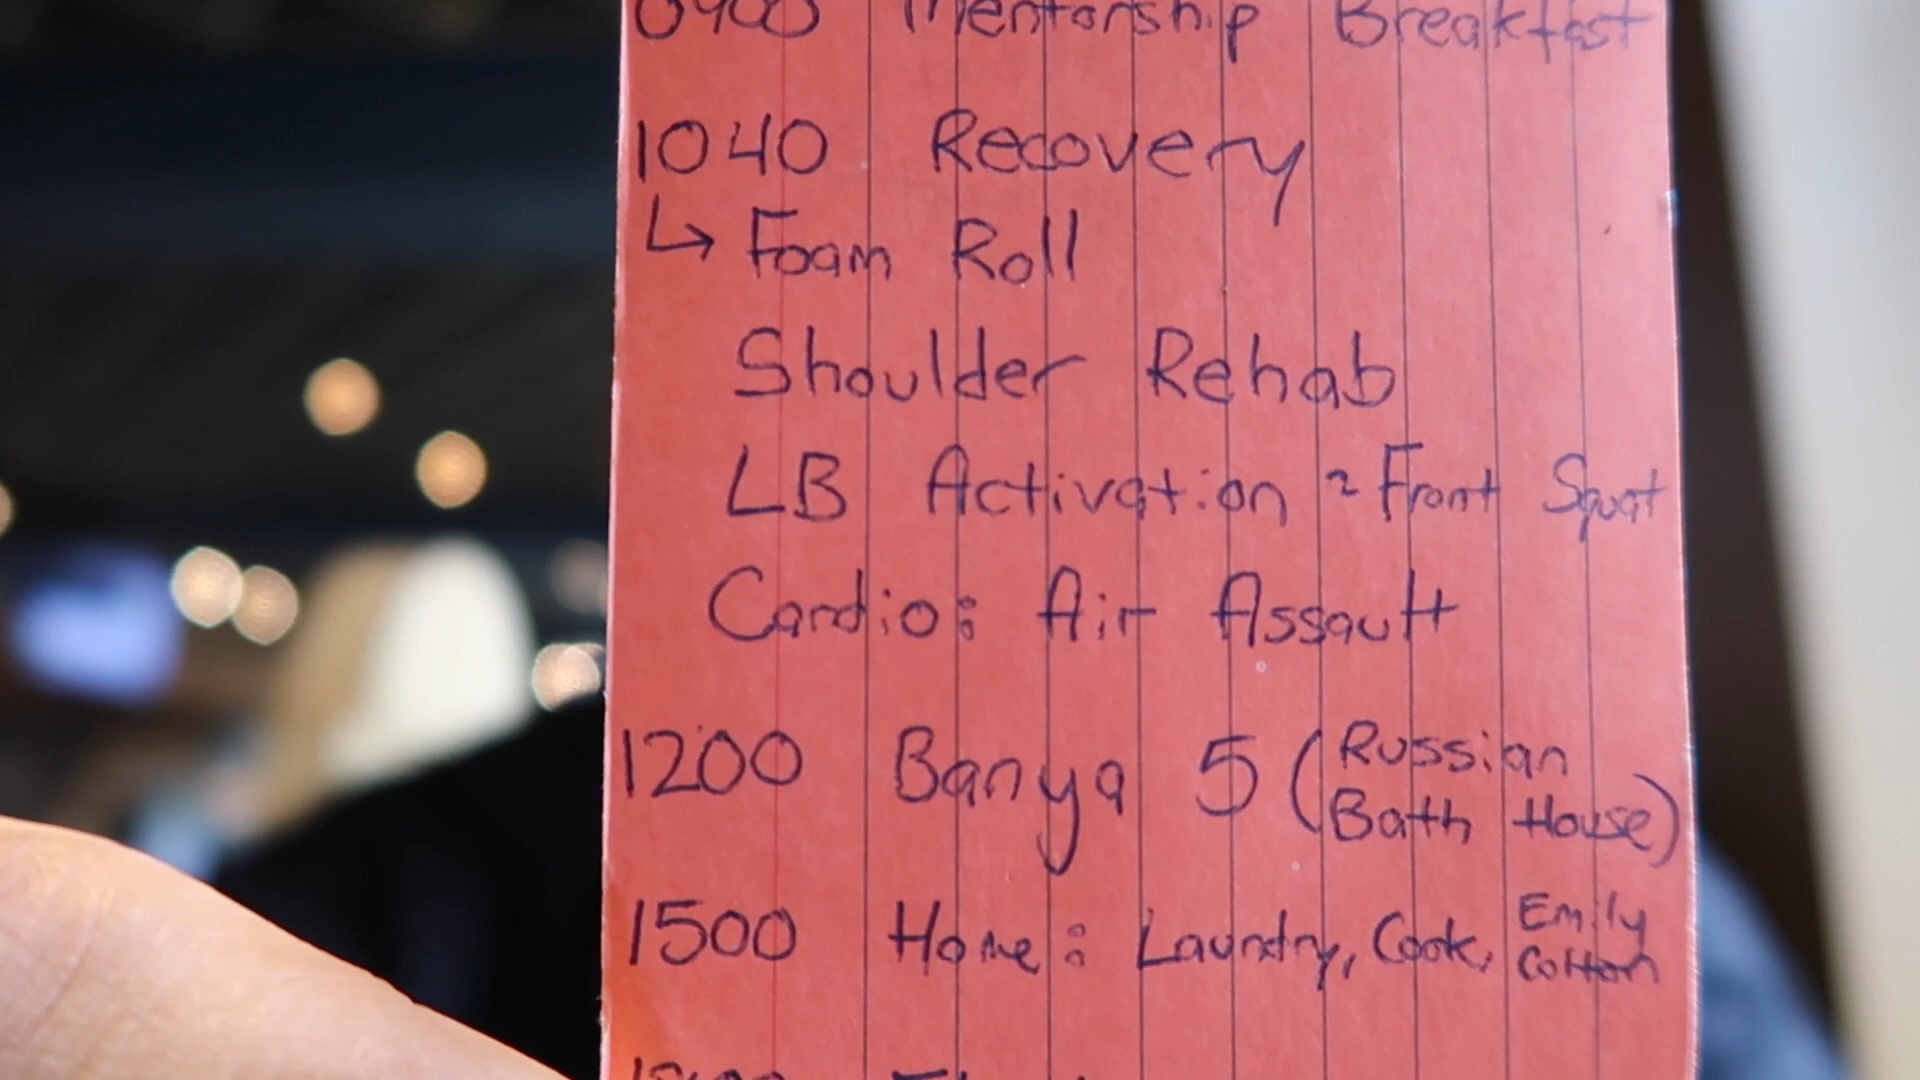 0900 Mentorship Breakfast
1040 Recovery
↳ Foam Roll
Shoulder Rehab
LB Activation ~ Front Squat
Cardio: Air Assault
1200 Banya 5 (Russian Bath House)
1500 Home: Laundry, Cook, Emily Cotton